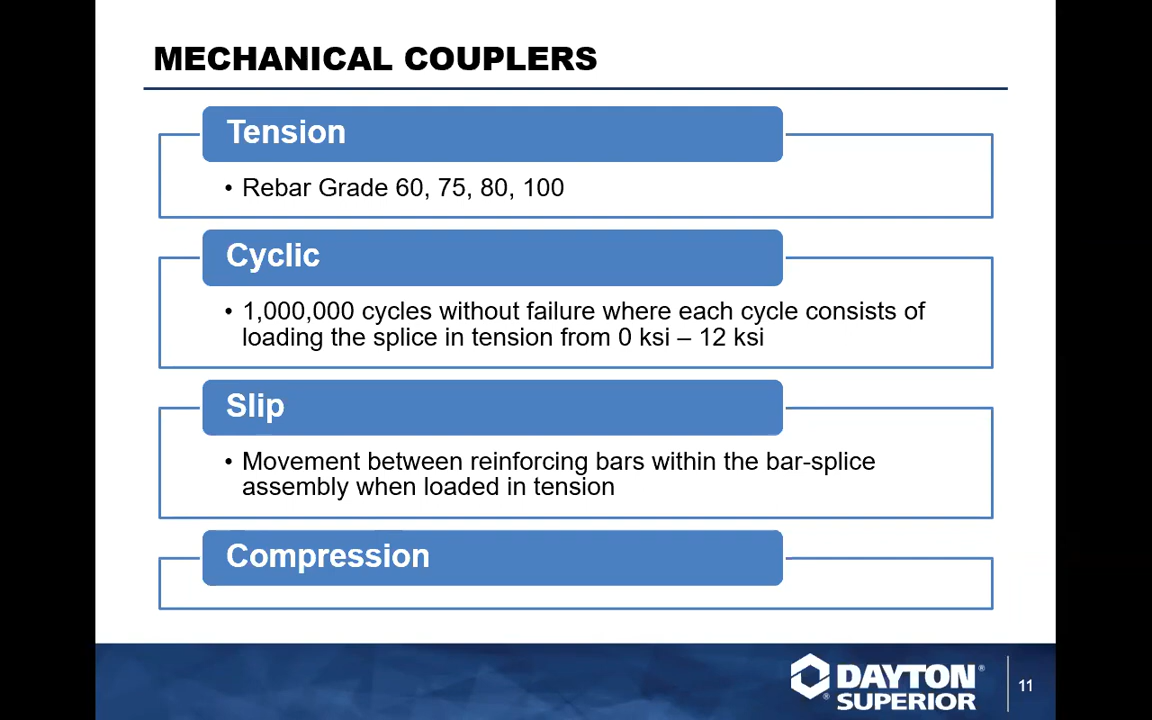 MECHANICAL COUPLERS
Tension
• Rebar Grade 60, 75, 80, 100
Cyclic
• 1,000,000 cycles without failure where each cycle consists of
loading the splice in tension from 0 ksi – 12 ksi
Slip
• Movement between reinforcing bars within the bar-splice
assembly when loaded in tension
Compression
DAYTON®
®SUPERIOR
11